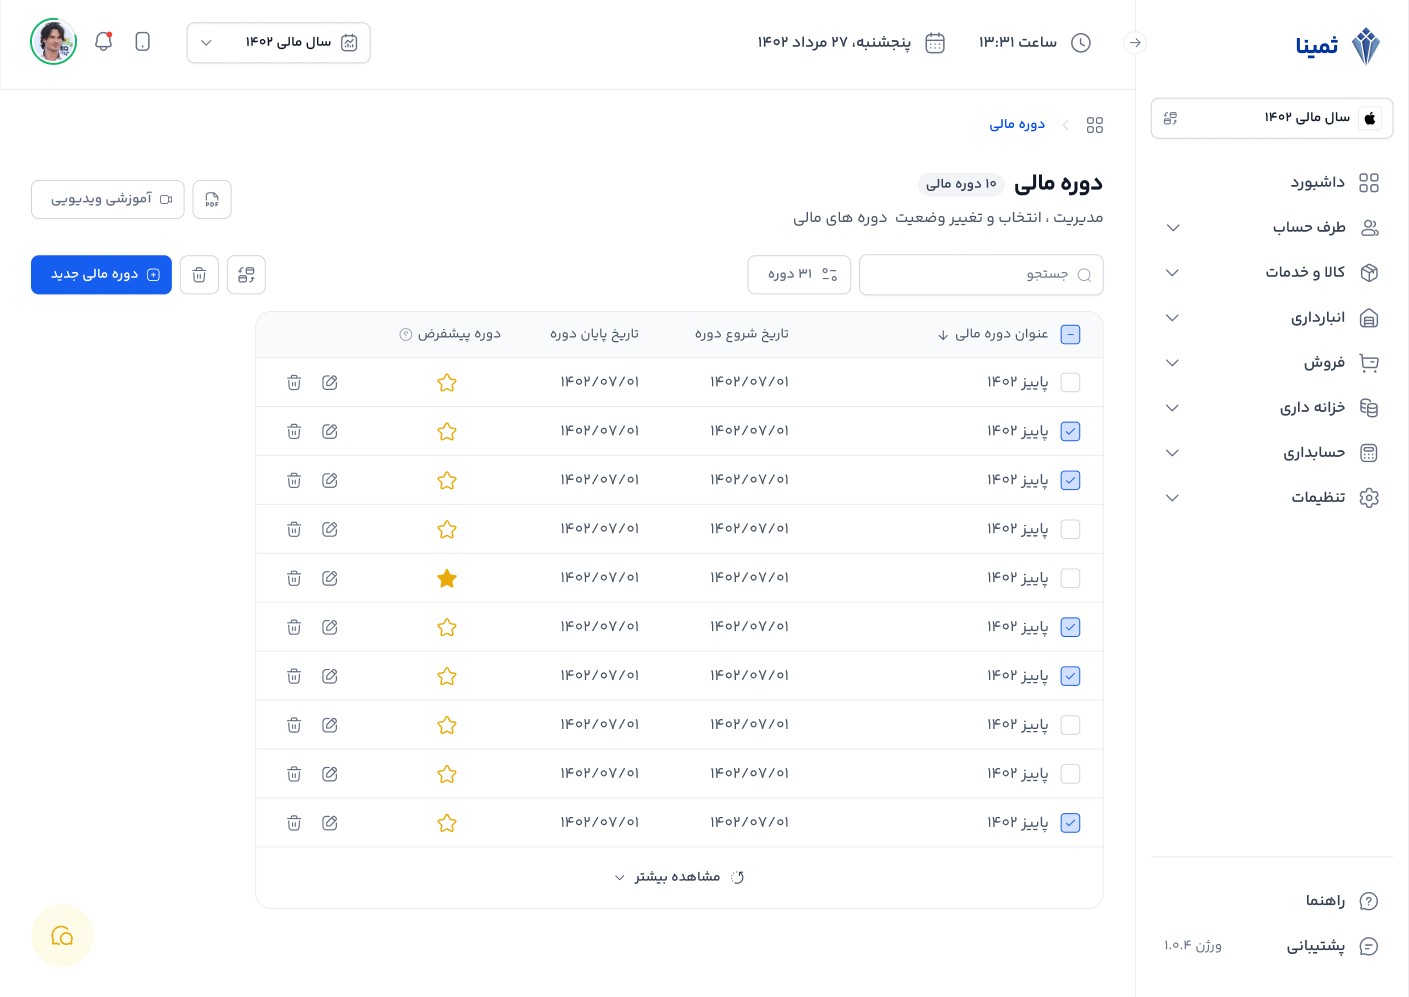 ثمینا
سال مالی ۱۴۰۲
داشبورد
طرف حساب
کالا و خدمات
انبارداری
فروش
خزانه داری
حسابداری
تنظیمات
راهنما
پشتیبانی
ورژن ۱.۰.۴
ساعت ۱۳:۳۱
پنجشنبه، ۲۷ مرداد ۱۴۰۲
سال مالی ۱۴۰۲
دوره مالی
دوره مالی
۱۰ دوره مالی
مدیریت ، انتخاب و تغییر وضعیت دوره های مالی
PDF
آموزشی ویدیویی
جستجو
۳۱ دوره
دوره مالی جدید
عنوان دوره مالی تاریخ شروع دوره تاریخ پایان دوره دوره پیشفرض
پاییز ۱۴۰۲ ۱۴۰۲/۰۷/۰۱ ۱۴۰۲/۰۷/۰۱
پاییز ۱۴۰۲ ۱۴۰۲/۰۷/۰۱ ۱۴۰۲/۰۷/۰۱
پاییز ۱۴۰۲ ۱۴۰۲/۰۷/۰۱ ۱۴۰۲/۰۷/۰۱
پاییز ۱۴۰۲ ۱۴۰۲/۰۷/۰۱ ۱۴۰۲/۰۷/۰۱
پاییز ۱۴۰۲ ۱۴۰۲/۰۷/۰۱ ۱۴۰۲/۰۷/۰۱
پاییز ۱۴۰۲ ۱۴۰۲/۰۷/۰۱ ۱۴۰۲/۰۷/۰۱
پاییز ۱۴۰۲ ۱۴۰۲/۰۷/۰۱ ۱۴۰۲/۰۷/۰۱
پاییز ۱۴۰۲ ۱۴۰۲/۰۷/۰۱ ۱۴۰۲/۰۷/۰۱
پاییز ۱۴۰۲ ۱۴۰۲/۰۷/۰۱ ۱۴۰۲/۰۷/۰۱
پاییز ۱۴۰۲ ۱۴۰۲/۰۷/۰۱ ۱۴۰۲/۰۷/۰۱
مشاهده بیشتر